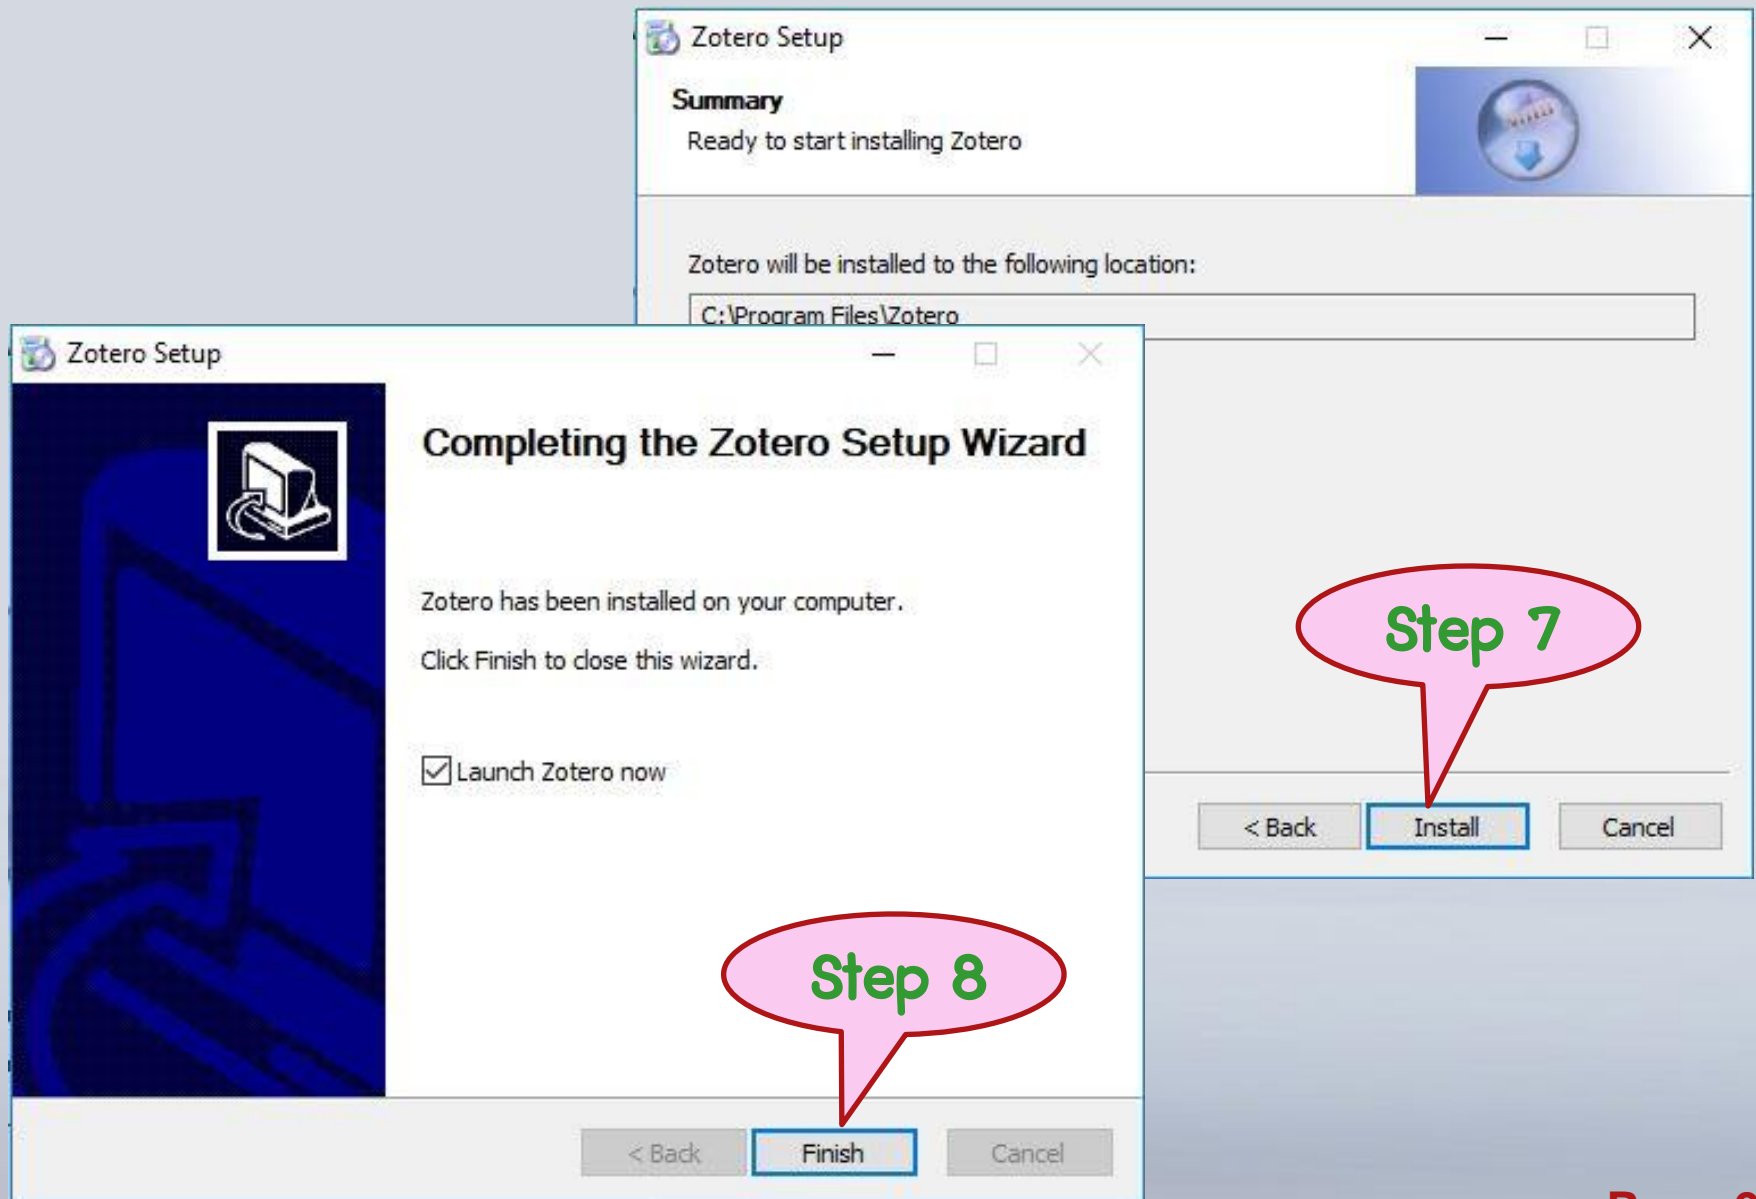 Zotero Setup
Summary
Ready to start installing Zotero
Zotero will be installed to the following location:
C:\Program Files\Zotero
Step 7
< Back
Install
Cancel
Zotero Setup
Completing the Zotero Setup Wizard
Zotero has been installed on your computer.
Click Finish to close this wizard.
Launch Zotero now
Step 8
< Back
Finish
Cancel